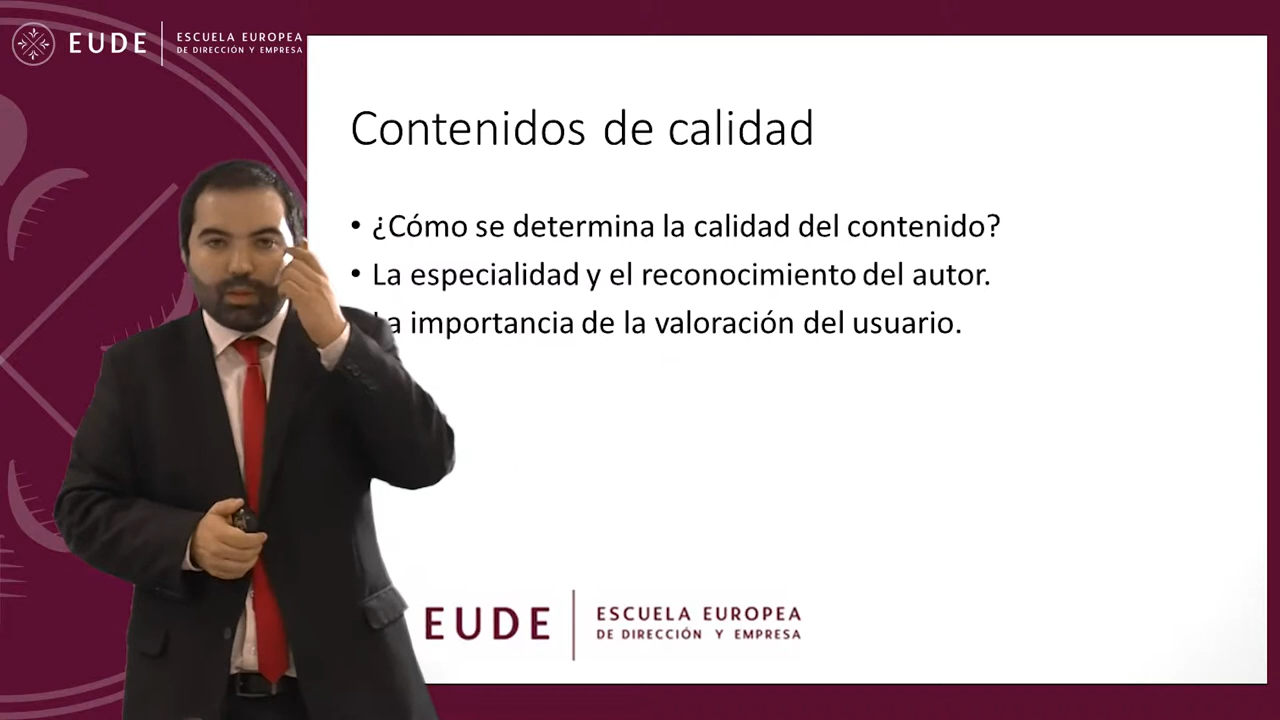 EUDE
ESCUELA EUROPEA
DE DIRECCIÓN Y EMPRESA
Contenidos de calidad
• ¿Cómo se determina la calidad del contenido?
• La especialidad y el reconocimiento del autor.
La importancia de la valoración del usuario.
EUDE
ESCUELA EUROPEA
DE DIRECCIÓN Y EMPRESA